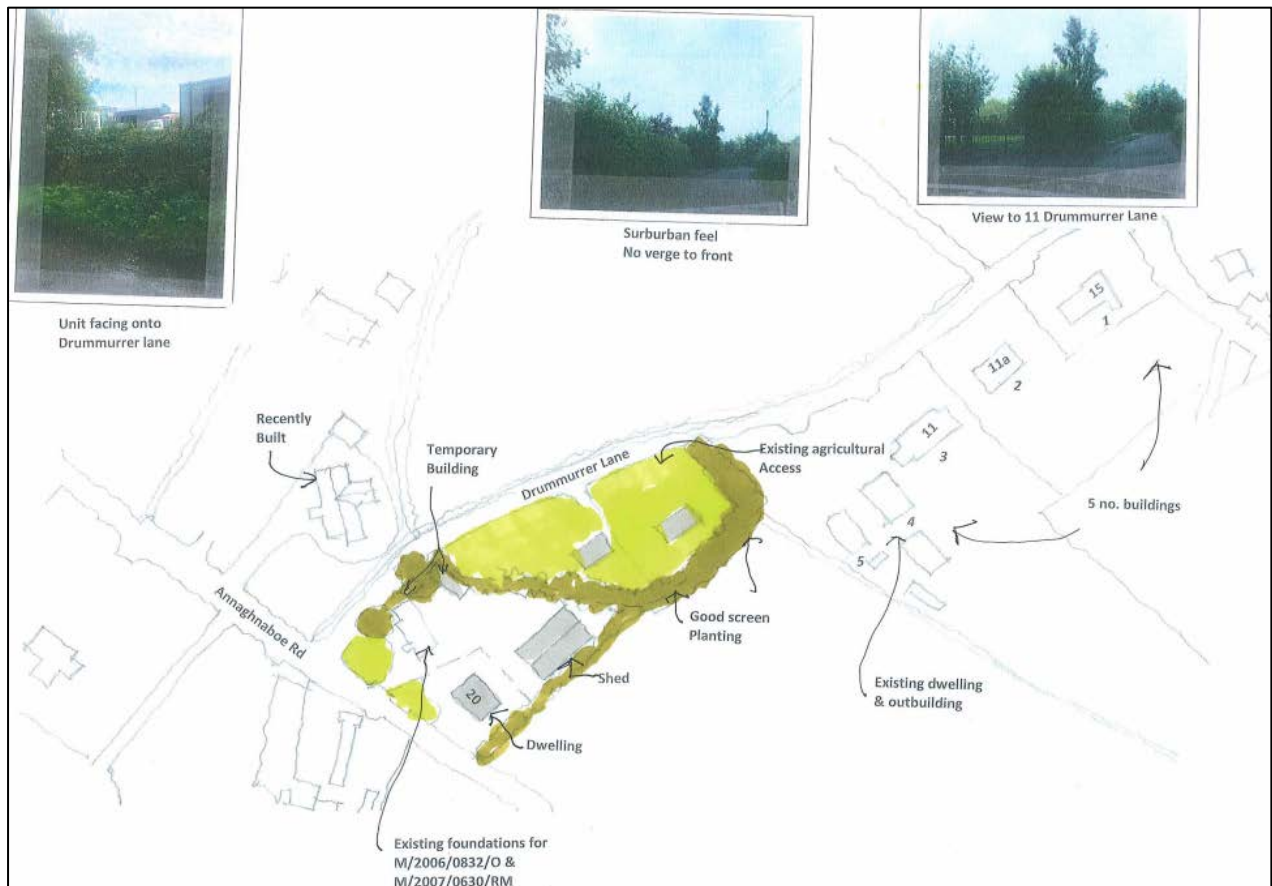 Unit facing onto
Drummurrer lane
Surburban feel
No verge to front
View to 11 Drummurrer Lane
15
1
11a
2
11
3
4
5
5 no. buildings
Recently
Built
Temporary
Building
Drummurrer Lane
Existing agricultural
Access
Annaghnaboe Rd
Good screen
Planting
Shed
20
Dwelling
Existing dwelling
& outbuilding
Existing foundations for
M/2006/0832/O &
M/2007/0630/RM